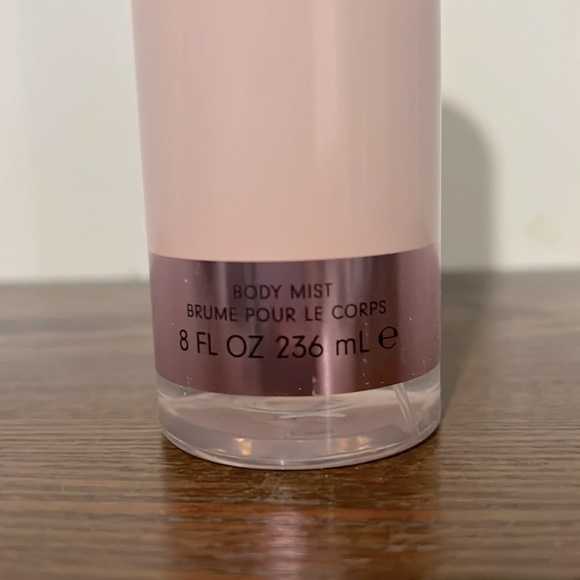 BODY MIST
BRUME POUR LE CORPS
8 FL OZ 236 mL ℮